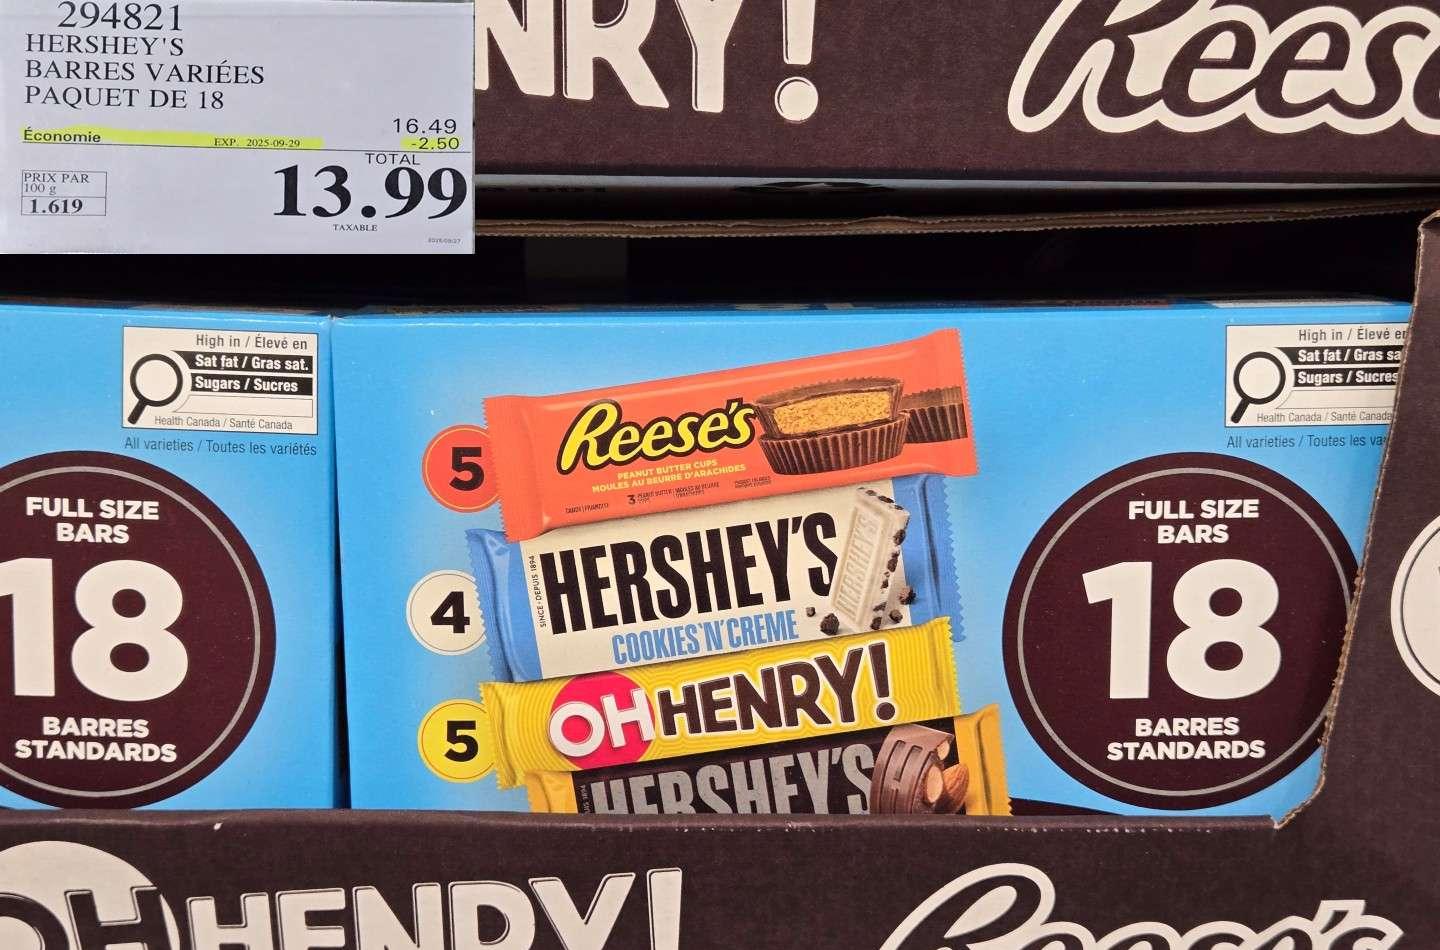 294821
HERSHEY'S
BARRES VARIÉES
PAQUET DE 18
16.49
Économie
EXP. 2025-09-29
-2.50
TOTAL
13.99
PRIX PAR
100 g
1.619
TAXABLE
NRY!
Reese
High in / Élevé en
Sat fat / Gras sat.
Sugars / Sucres
Health Canada / Santé Canada
All varieties / Toutes les variétés
FULL SIZE
BARS
18
BARRES
STANDARDS
5
Reese's
PEANUT BUTTER CUPS
MOULES AU BEURRE D'ARACHIDES
4
SINCE • DEPUIS 1894
HERSHEY'S
HERSHEY'S
COOKIES 'N' CREME
5
OH HENRY!
HERSHEY'S
High in / Élevé en
Sat fat / Gras sa
Sugars / Sucres
Health Canada / Santé Canada
All varieties / Toutes les va
FULL SIZE
BARS
18
BARRES
STANDARDS
OH HENRY!
Reese's